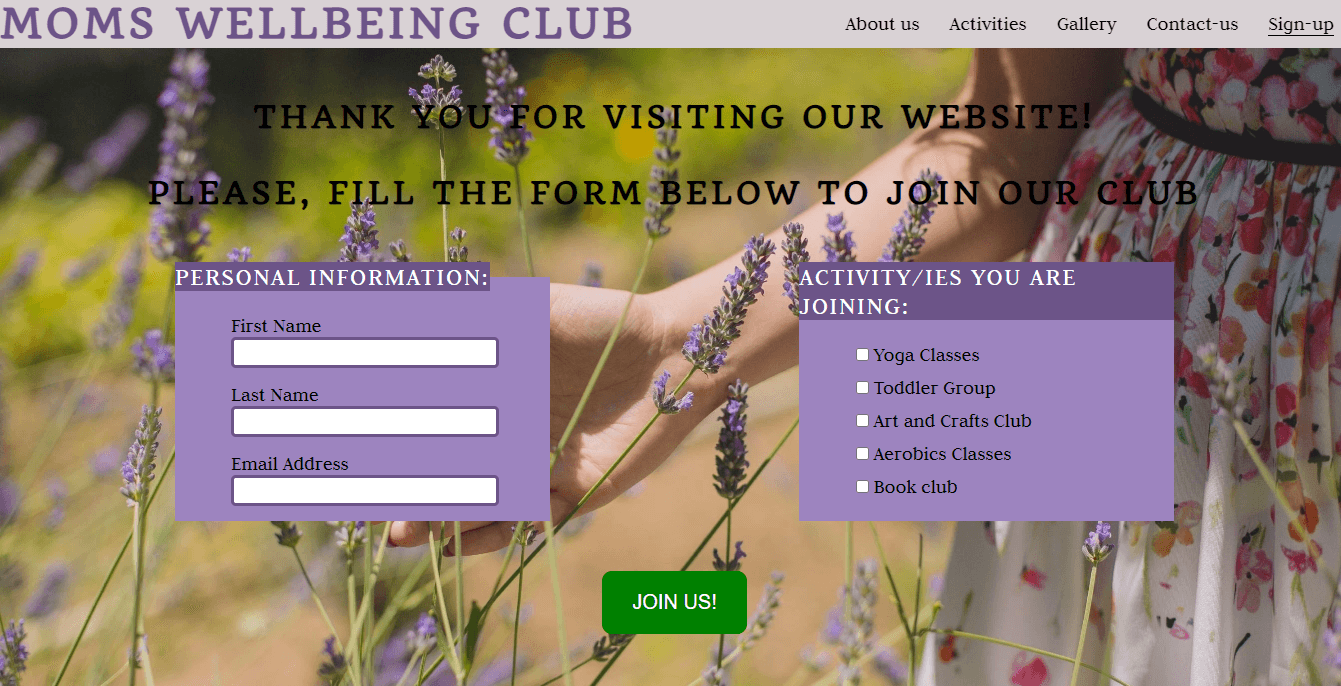 MOMS WELLBEING CLUB
About us Activities Gallery Contact-us Sign-up
THANK YOU FOR VISITING OUR WEBSITE!
PLEASE, FILL THE FORM BELOW TO JOIN OUR CLUB
PERSONAL INFORMATION:
First Name
Last Name
Email Address
ACTIVITY/IES YOU ARE
JOINING:
Yoga Classes
Toddler Group
Art and Crafts Club
Aerobics Classes
Book club
JOIN US!